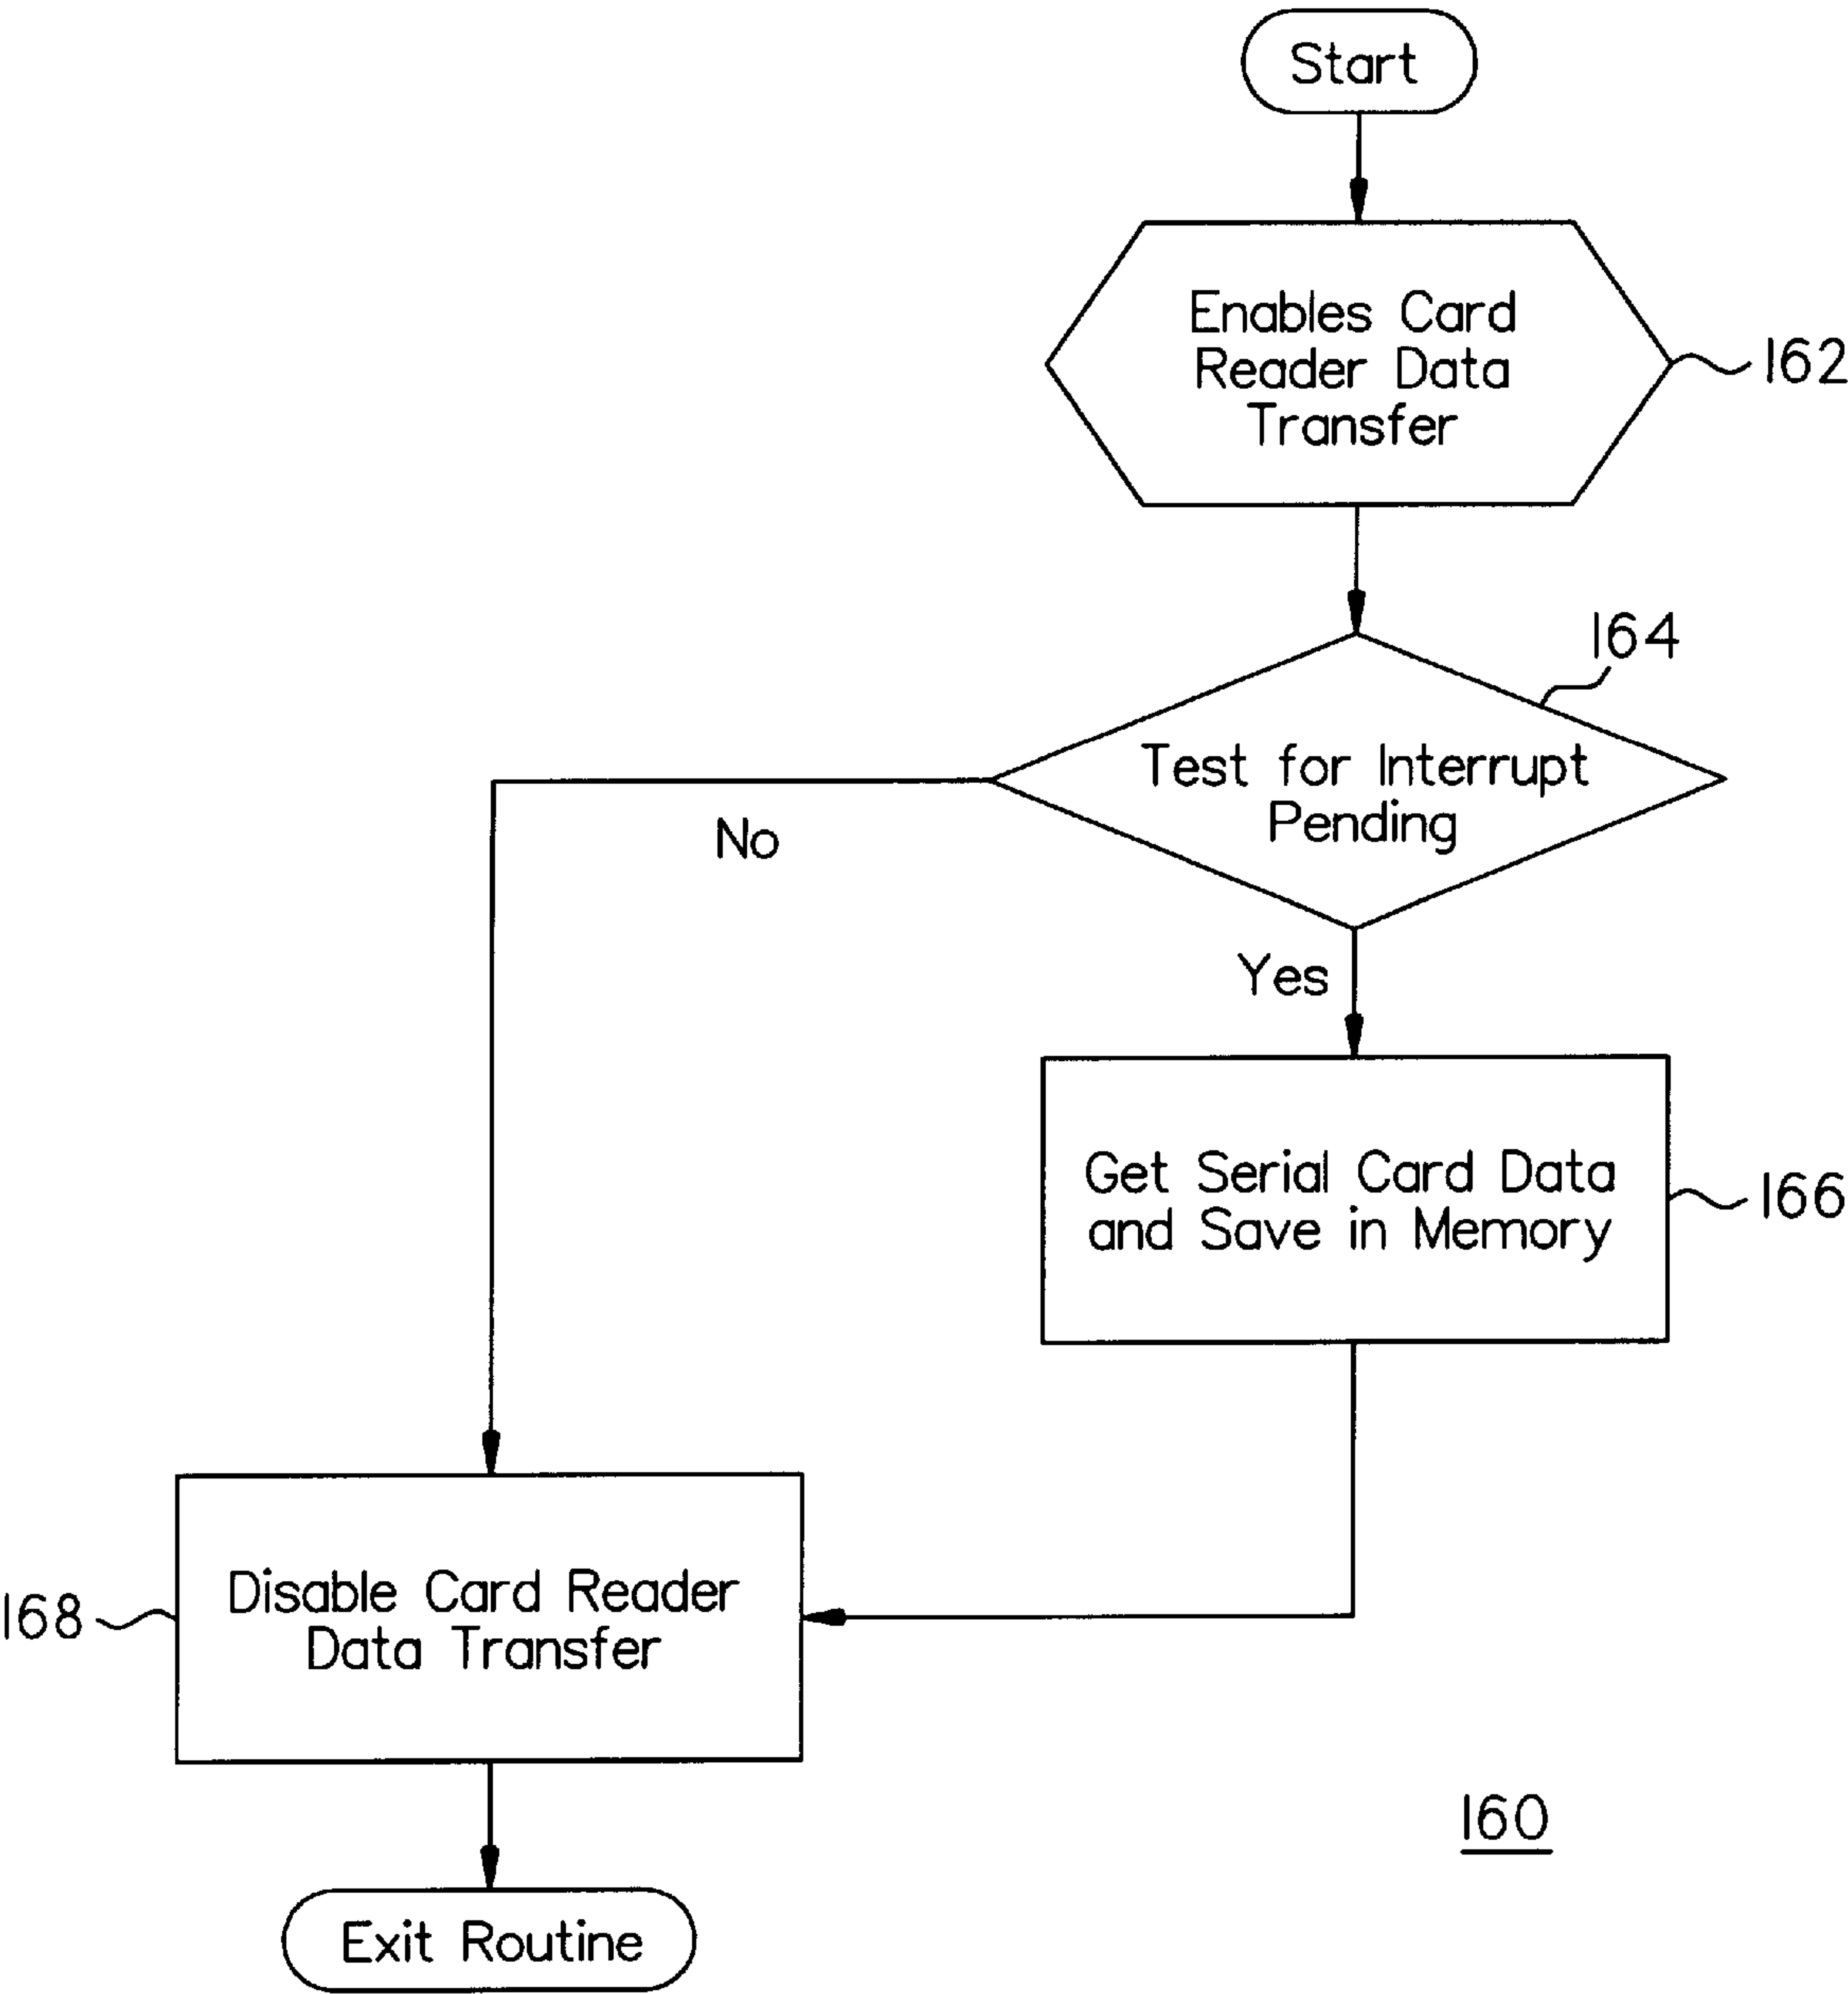 Start
Enables Card
Reader Data
Transfer
162
164
Test for Interrupt
Pending
No
Yes
Get Serial Card Data
and Save in Memory
166
Disable Card Reader
Data Transfer
168
160
Exit Routine